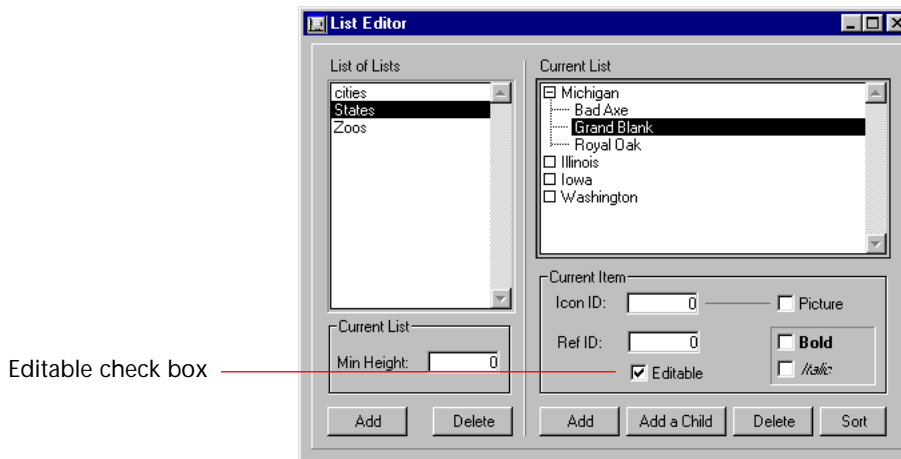 List Editor
List of Lists
cities
States
Zoos
Current List
Michigan
Bad Axe
Grand Blank
Royal Oak
Illinois
Iowa
Washington
Current List
Min Height: 0
Current Item
Icon ID: 0 Picture
Ref ID: 0 Bold
Editable Italic
Editable check box
Add Delete
Add Add a Child Delete Sort